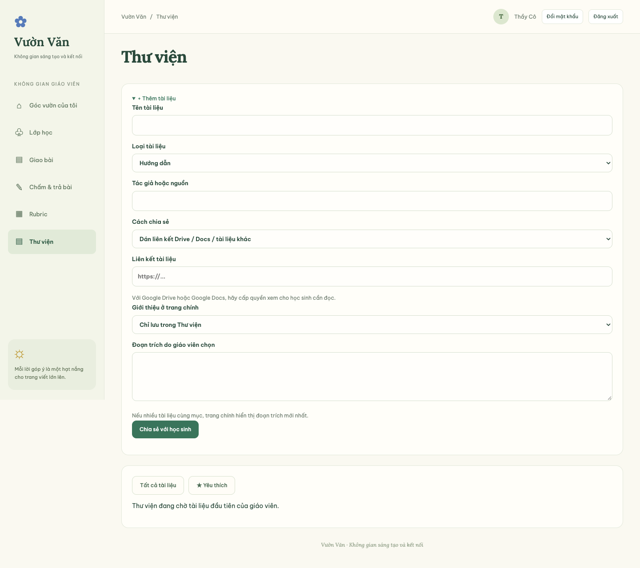 Vườn Văn
Không gian sáng tạo và kết nối
KHÔNG GIAN GIÁO VIÊN
Góc vườn của tôi
Lớp học
Giao bài
Chấm & trả bài
Rubric
Thư viện
Mỗi lời góp ý là một hạt nắng
cho trang viết lớn lên.
Vườn Văn / Thư viện
T Thầy Cô Đổi mật khẩu Đăng xuất
Thư viện
▾ + Thêm tài liệu
Tên tài liệu
Loại tài liệu
Hướng dẫn
Tác giả hoặc nguồn
Cách chia sẻ
Dán liên kết Drive / Docs / tài liệu khác
Liên kết tài liệu
https://...
Với Google Drive hoặc Google Docs, hãy cấp quyền xem cho học sinh cần đọc.
Giới thiệu ở trang chính
Chỉ lưu trong Thư viện
Đoạn trích do giáo viên chọn
Nếu nhiều tài liệu cùng mục, trang chính hiển thị đoạn trích mới nhất.
Chia sẻ với học sinh
Tất cả tài liệu ★ Yêu thích
Thư viện đang chờ tài liệu đầu tiên của giáo viên.
Vườn Văn · Không gian sáng tạo và kết nối